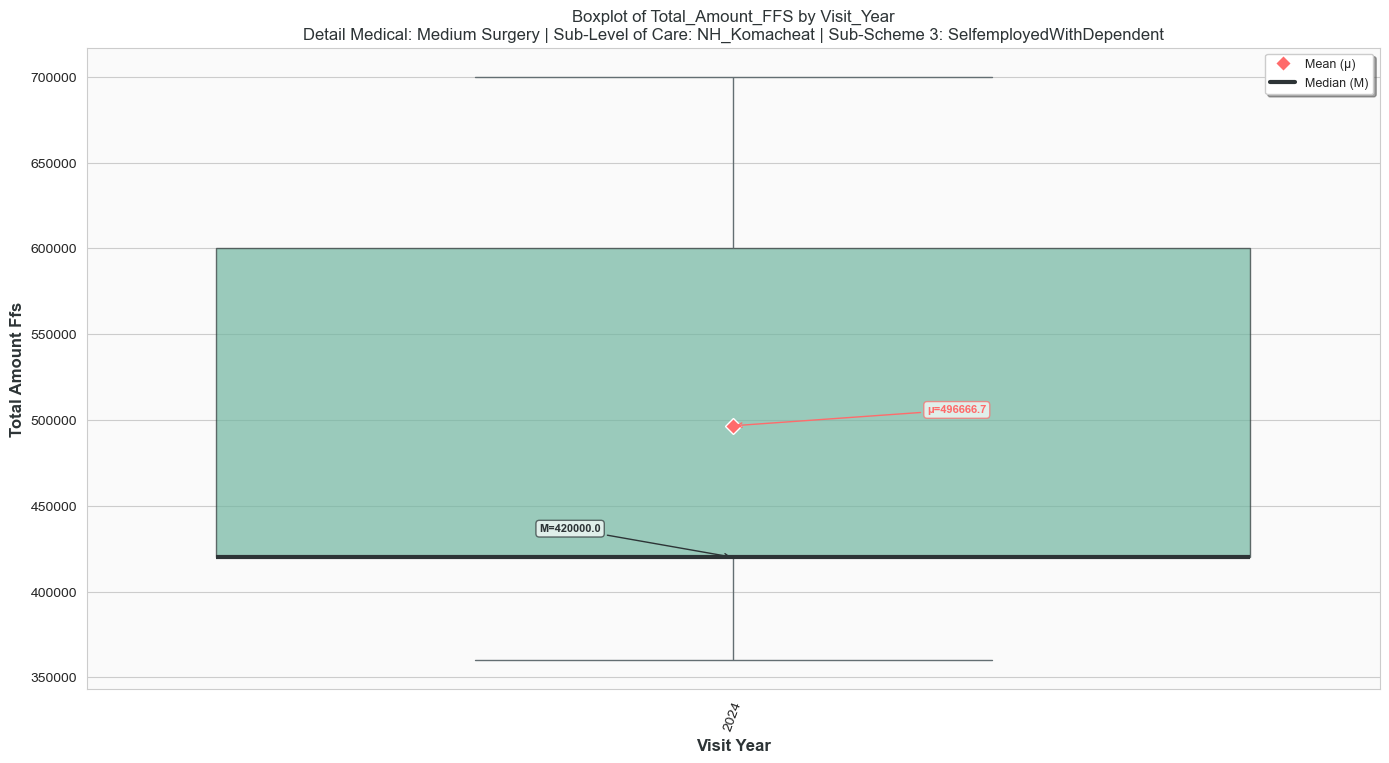 Boxplot of Total_Amount_FFS by Visit_Year
Detail Medical: Medium Surgery | Sub-Level of Care: NH_Komacheat | Sub-Scheme 3: SelfemployedWithDependent
Mean (μ)
Median (M)
700000
650000
600000
550000
500000
450000
400000
350000
Total Amount Ffs
μ=496666.7
M=420000.0
2024
Visit Year